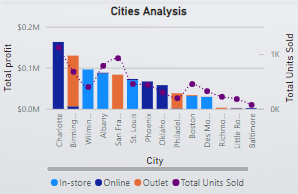 Cities Analysis
Total profit
$0.2M
$0.1M
$0.0M
1K
0K
Total Units Sold
Charlotte
Birming...
Wilmin...
Albany
San Fra...
St. Louis
Phoenix
Oklaho...
Philadel...
Boston
Des Mo...
Richmo...
Little Ro...
Baltimore
City
In-store Online Outlet Total Units Sold